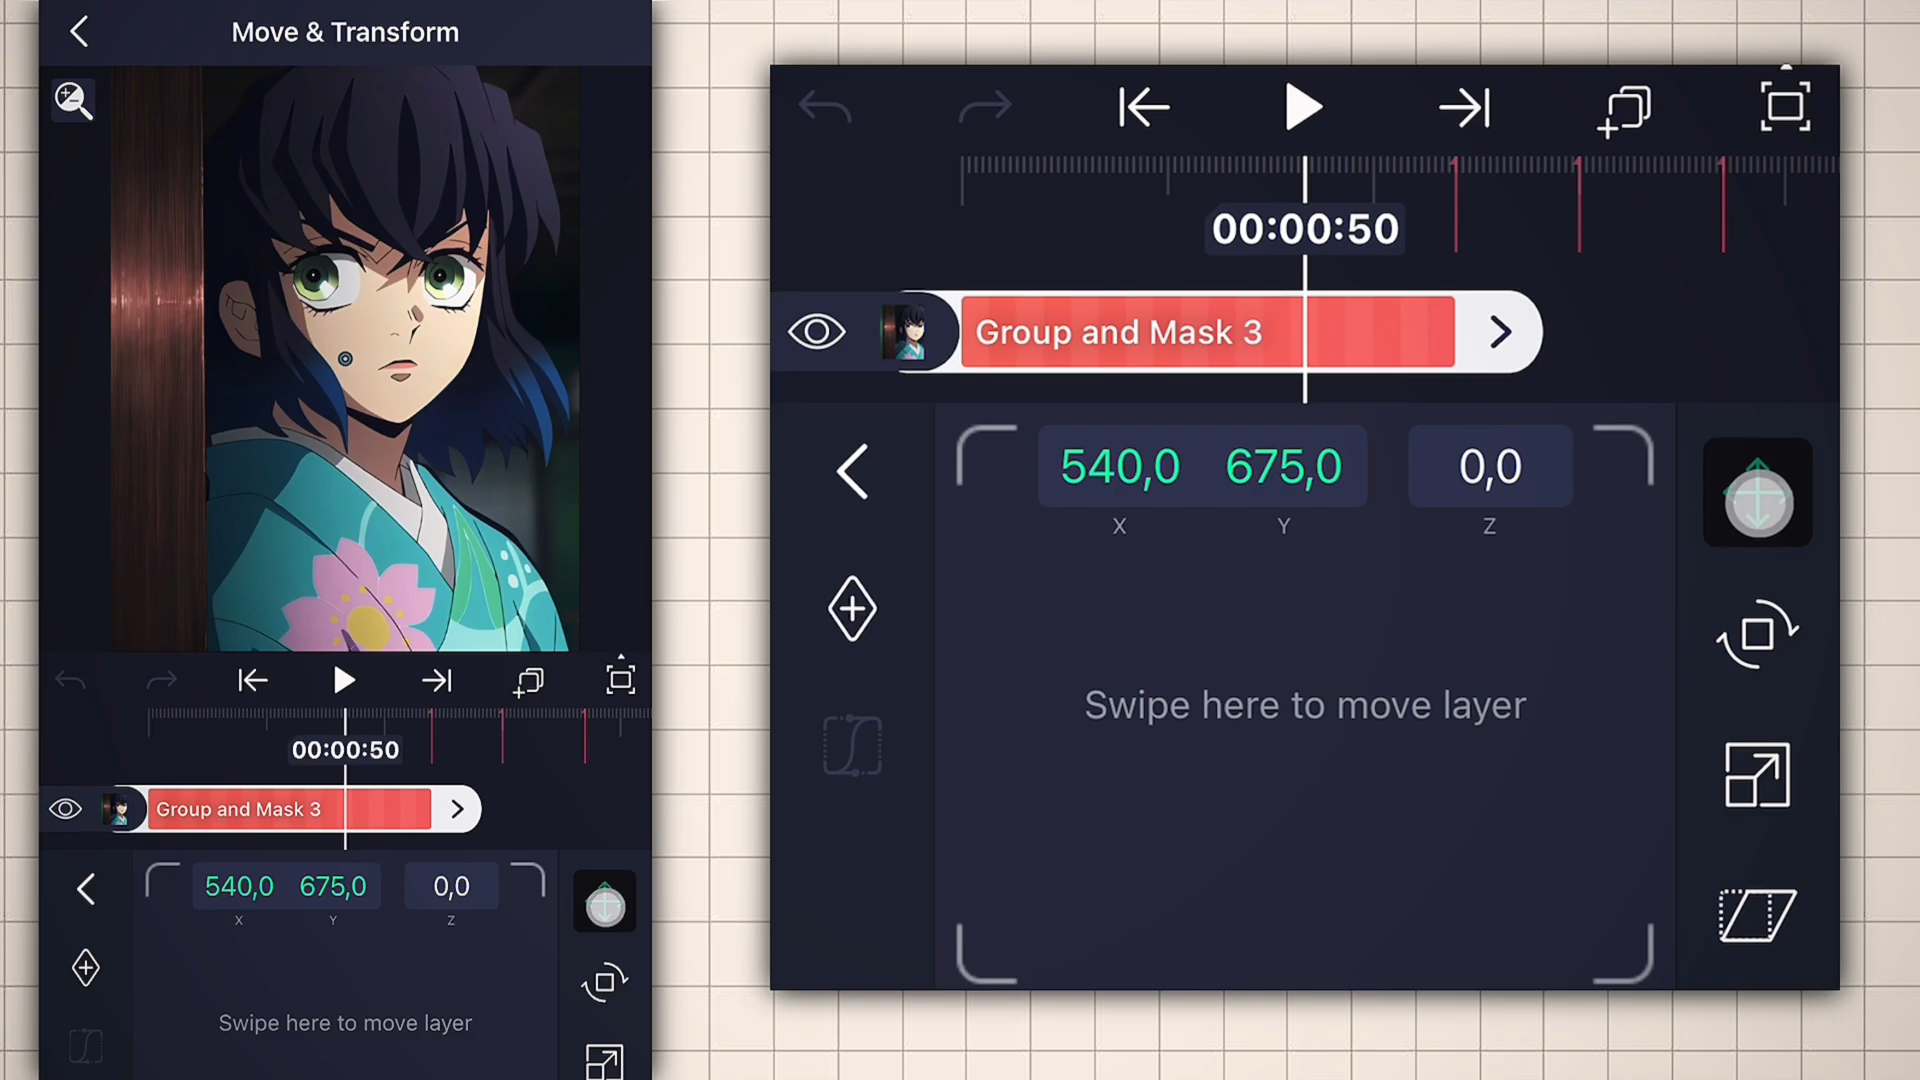 Move & Transform
00:00:50
Group and Mask 3
540,0 675,0 0,0
X Y Z
Swipe here to move layer
00:00:50
Group and Mask 3
540,0 675,0 0,0
X Y Z
Swipe here to move layer